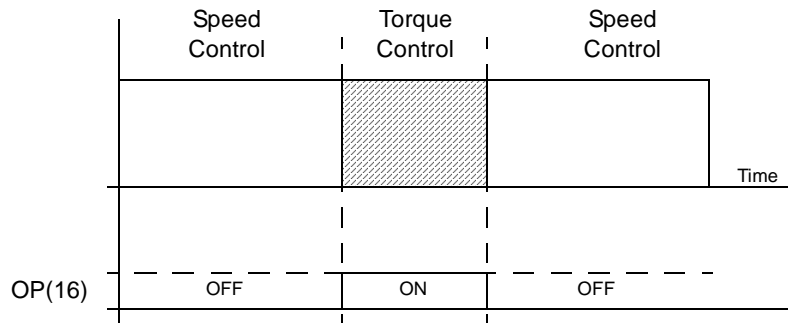 Speed
Control
Torque
Control
Speed
Control
Time
OP(16)
OFF
ON
OFF